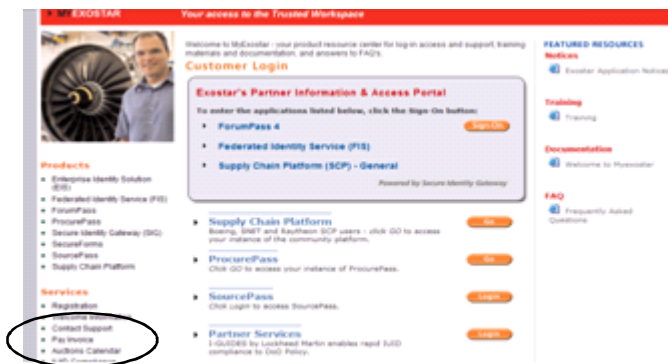 MYEXOSTAR
Your access to the Trusted Workspace
Welcome to MyExostar - your product resource center for log-in access and support, training
materials and documentation, and answers to FAQ's.
Customer Login
Exostar's Partner Information & Access Portal
To enter the applications listed below, click the Sign-On button:
ForumPass 4
Sign-On
Federated Identity Service (FIS)
Supply Chain Platform (SCP) - General
Powered by Secure Identity Gateway
Supply Chain Platform
Go
Boeing, BNET and Raytheon SCP users - click GO to access
your instance of the community platform.
ProcurePass
Go
Click GO to access your instance of ProcurePass.
SourcePass
Login
Click Login to access SourcePass.
Partner Services
Login
I-GUIDES by Lockheed Martin enables rapid IUID
compliance to DoD Policy.
Products
Enterprise Identity Solution
(EIS)
Federated Identity Service (FIS)
ForumPass
ProcurePass
Secure Identity Gateway (SIG)
SecureForms
SourcePass
Supply Chain Platform
Services
Registration
Welcome Information
Contact Support
Pay Invoice
Auctions Calendar
IUID Compliance
FEATURED RESOURCES
Notices
Exostar Application Notices
Training
Training
Documentation
Welcome to Myexostar
FAQ
Frequently Asked
Questions